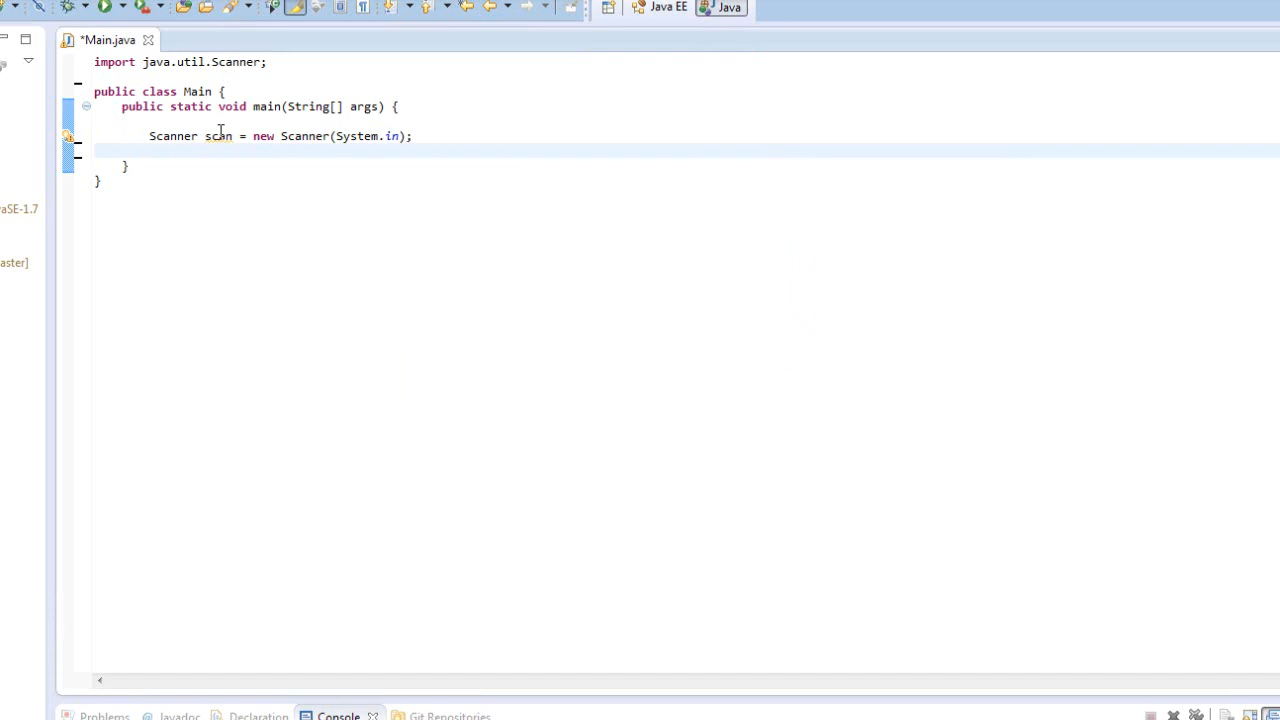 Java EE
Java
*Main.java
import java.util.Scanner;
public class Main {
public static void main(String[] args) {
Scanner scan = new Scanner(System.in);
}
}
vaSE-1.7
aster]
Problems
Javadoc
Declaration
Console
Git Repositories